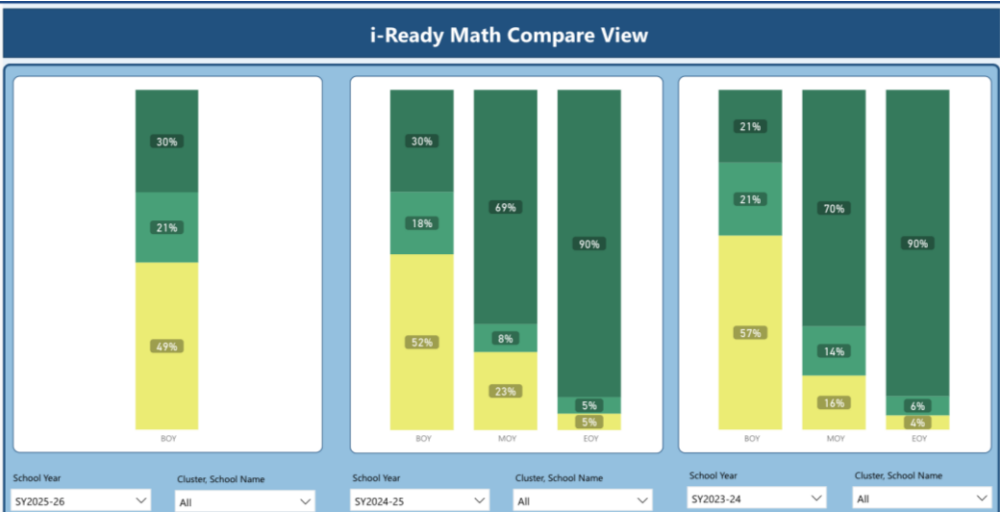 i-Ready Math Compare View
30%
21%
49%
BOY
30%
18%
52%
BOY
69%
8%
23%
MOY
90%
5%
5%
EOY
21%
21%
57%
BOY
70%
14%
16%
MOY
90%
6%
4%
EOY
School Year
SY2025-26
Cluster, School Name
All
School Year
SY2024-25
Cluster, School Name
All
School Year
SY2023-24
Cluster, School Name
All